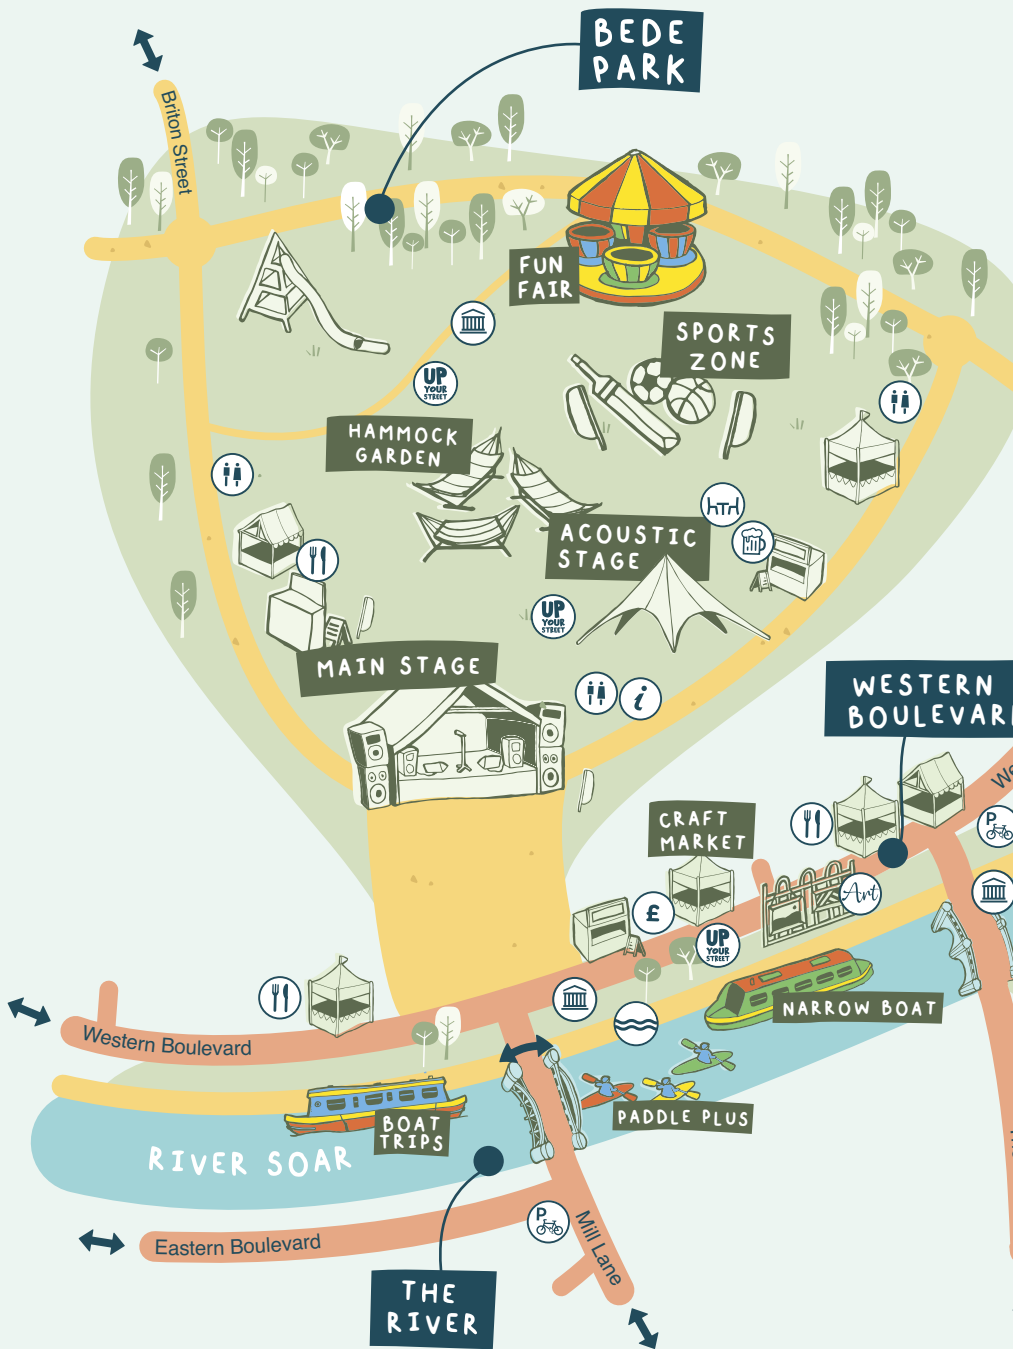 BEDE
PARK
Briton Street
FUN
FAIR
SPORTS
ZONE
UP
YOUR
STREET
HAMMOCK
GARDEN
ACOUSTIC
STAGE
UP
YOUR
STREET
MAIN STAGE
i
WESTERN
BOULEVAR
We
CRAFT
MARKET
P
Art
£
UP
YOUR
STREET
NARROW BOAT
Western Boulevard
PADDLE PLUS
BOAT
TRIPS
RIVER SOAR
P
Mill Lane
Eastern Boulevard
THE
RIVER